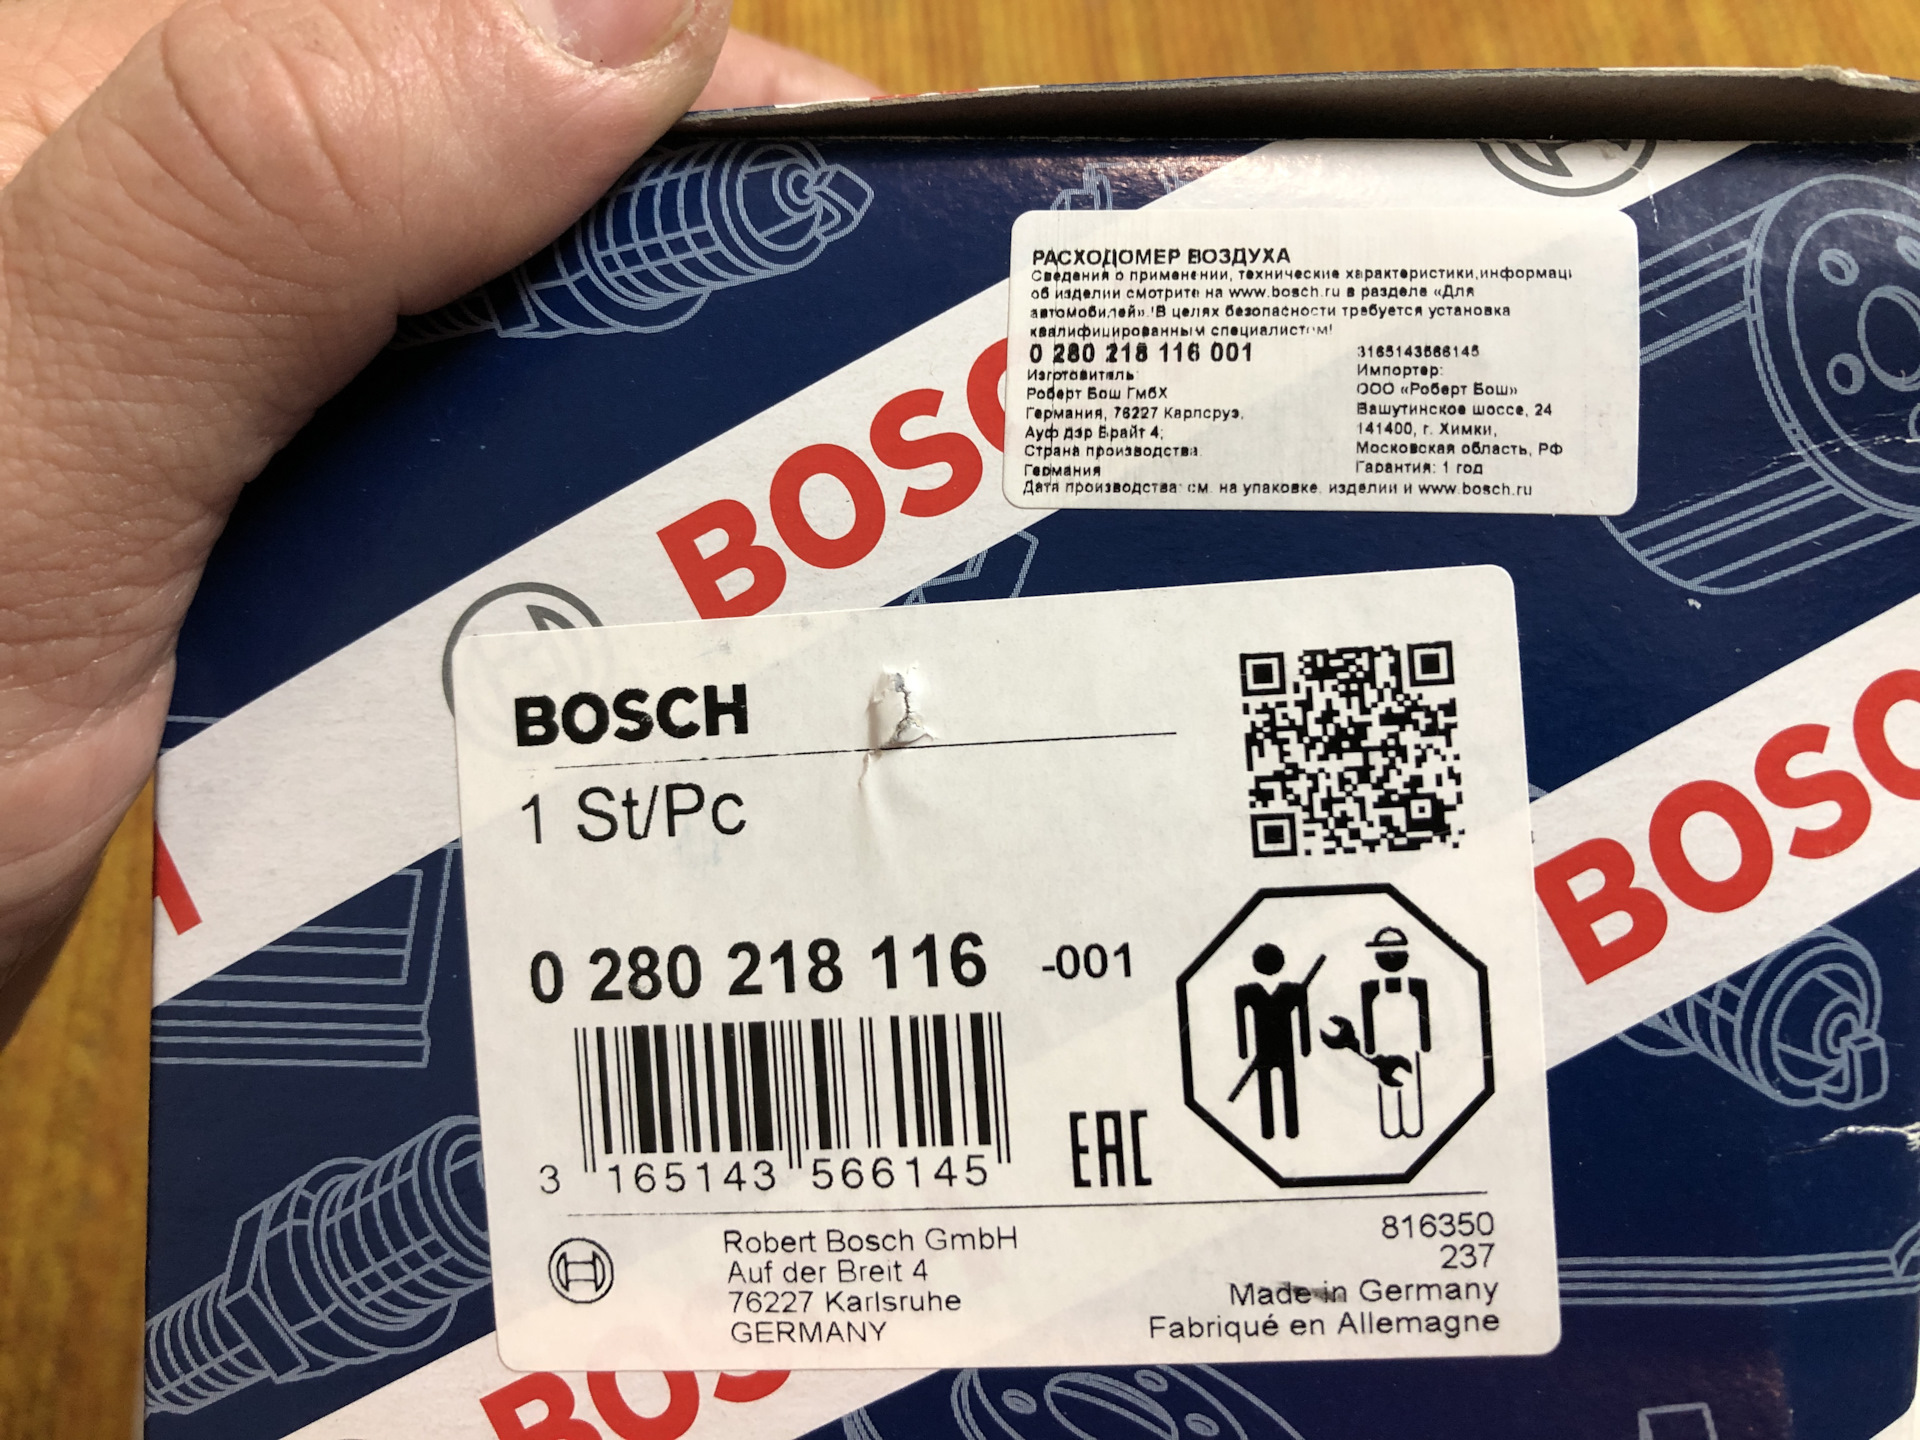 РАСХОДОМЕР ВОЗДУХА
Сведения о применении, технические характеристики,информаци
об изделии смотрите на www.bosch.ru в разделе «Для
автомобилей». !В целях безопасности требуется установка
квалифицированным специалистом!
0 280 218 116 001
3165143566145
Изготовитель:
Роберт Бош ГмбХ
Германия, 76227 Карлсруэ,
Ауф дэр Брайт 4;
Страна производства:
Германия
Импортер:
ООО «Роберт Бош»
Вашутинское шоссе, 24
141400, г. Химки,
Московская область, РФ
Гарантия: 1 год
Дата производства: см. на упаковке, изделии и www.bosch.ru
BOSC
BOSCH
1 St/Pc
0 280 218 116 -001
3 165143 566145
EAC
Robert Bosch GmbH
Auf der Breit 4
76227 Karlsruhe
GERMANY
816350
237
Made in Germany
Fabriqué en Allemagne
H
BOSC
BOS